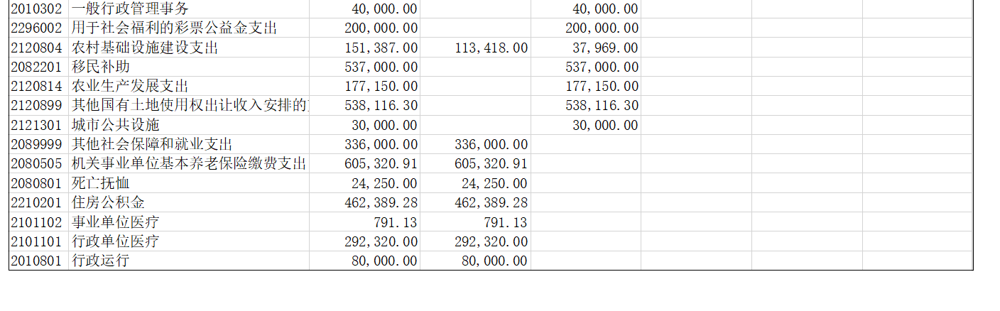 2010302 一般行政管理事务 40,000.00 40,000.00
2296002 用于社会福利的彩票公益金支出 200,000.00 200,000.00
2120804 农村基础设施建设支出 151,387.00 113,418.00 37,969.00
2082201 移民补助 537,000.00 537,000.00
2120814 农业生产发展支出 177,150.00 177,150.00
2120899 其他国有土地使用权出让收入安排的 538,116.30 538,116.30
2121301 城市公共设施 30,000.00 30,000.00
2089999 其他社会保障和就业支出 336,000.00 336,000.00
2080505 机关事业单位基本养老保险缴费支出 605,320.91 605,320.91
2080801 死亡抚恤 24,250.00 24,250.00
2210201 住房公积金 462,389.28 462,389.28
2101102 事业单位医疗 791.13 791.13
2101101 行政单位医疗 292,320.00 292,320.00
2010801 行政运行 80,000.00 80,000.00